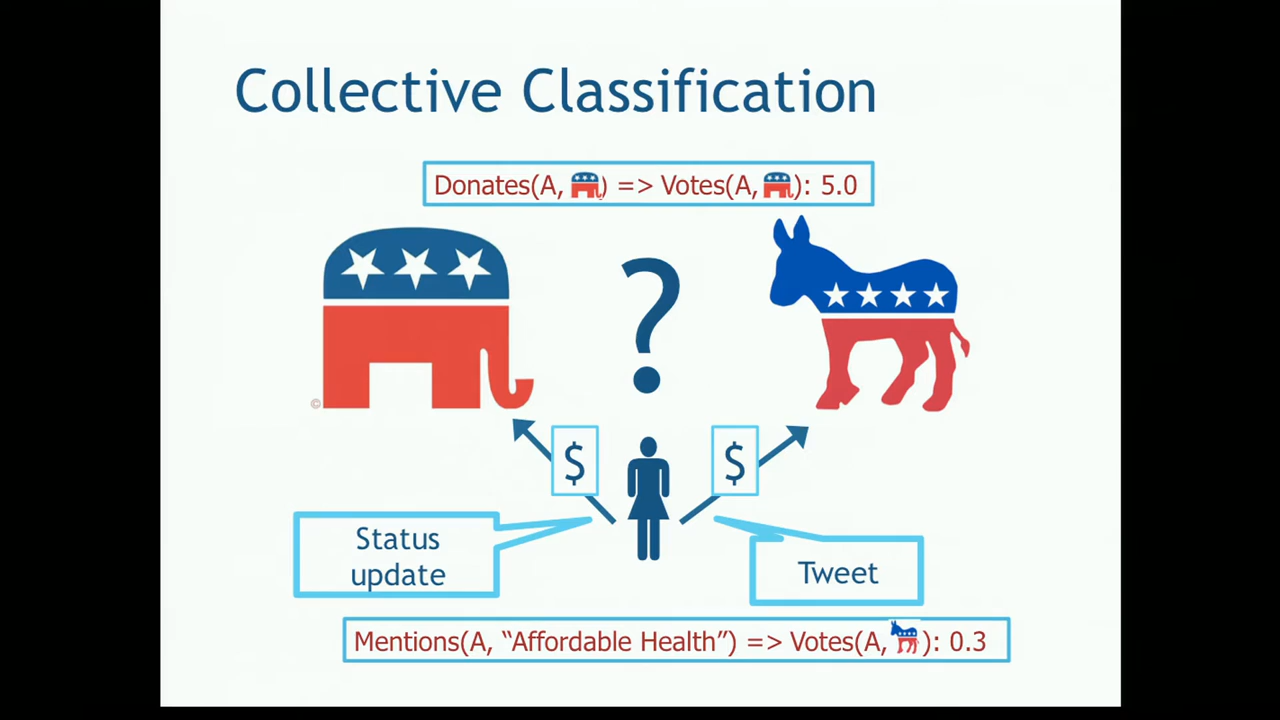 Collective Classification
Donates(A, ) => Votes(A, ): 5.0
?
©
$ $
Status
update
Tweet
Mentions(A, “Affordable Health”) => Votes(A, ): 0.3